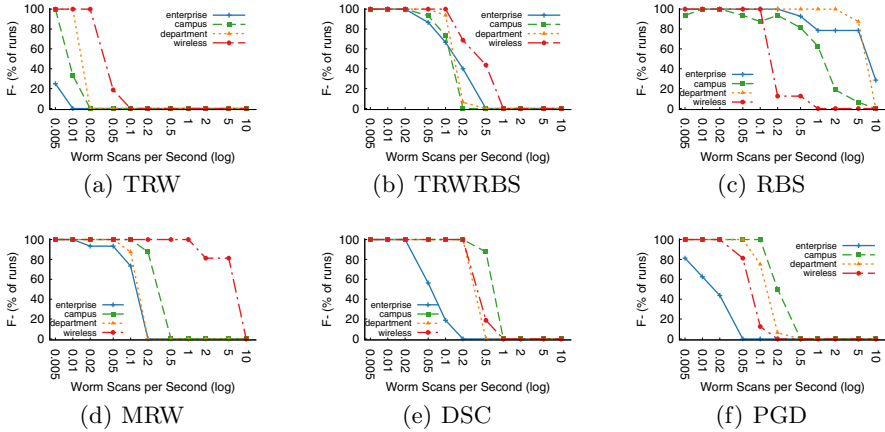 F- (% of runs)
100
80
60
40
20
0
enterprise
campus
department
wireless
0.005
0.01
0.02
0.05
0.1
0.2
0.5
1
2
5
10
Worm Scans per Second (log)
(a) TRW
F- (% of runs)
100
80
60
40
20
0
enterprise
campus
department
wireless
0.005
0.01
0.02
0.05
0.1
0.2
0.5
1
2
5
10
Worm Scans per Second (log)
(b) TRWRBS
F- (% of runs)
100
80
60
40
20
0
enterprise
campus
department
wireless
0.005
0.01
0.02
0.05
0.1
0.2
0.5
1
2
5
10
Worm Scans per Second (log)
(c) RBS
F- (% of runs)
100
80
60
40
20
0
enterprise
campus
department
wireless
0.005
0.01
0.02
0.05
0.1
0.2
0.5
1
2
5
10
Worm Scans per Second (log)
(d) MRW
F- (% of runs)
100
80
60
40
20
0
enterprise
campus
department
wireless
0.005
0.01
0.02
0.05
0.1
0.2
0.5
1
2
5
10
Worm Scans per Second (log)
(e) DSC
F- (% of runs)
100
80
60
40
20
0
enterprise
campus
department
wireless
0.005
0.01
0.02
0.05
0.1
0.2
0.5
1
2
5
10
Worm Scans per Second (log)
(f) PGD